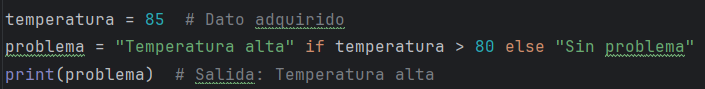 temperatura = 85  # Dato adquirido
problema = "Temperatura alta" if temperatura > 80 else "Sin problema"
print(problema)  # Salida: Temperatura alta